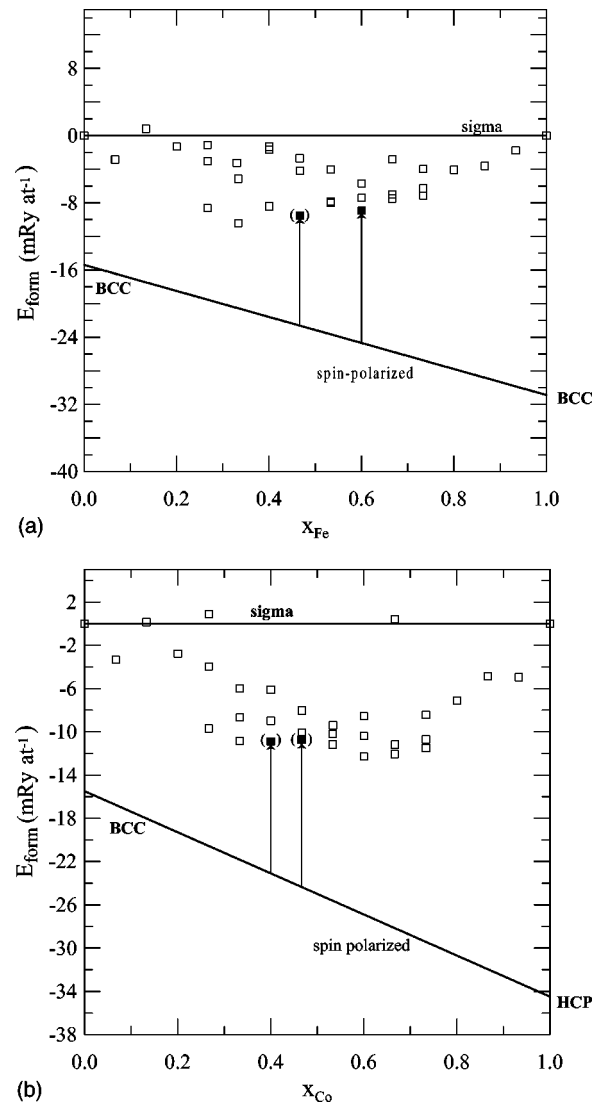 8
0
-8
-16
-24
-32
-40
E_form (mRy at^-1)
sigma
( )
BCC
spin-polarized
BCC
0.0 0.2 0.4 0.6 0.8 1.0
(a)
x_Fe
2
-2
-6
-10
-14
-18
-22
-26
-30
-34
-38
E_form (mRy at^-1)
sigma
( ) ( )
BCC
spin polarized
HCP
0.0 0.2 0.4 0.6 0.8 1.0
(b)
x_Co